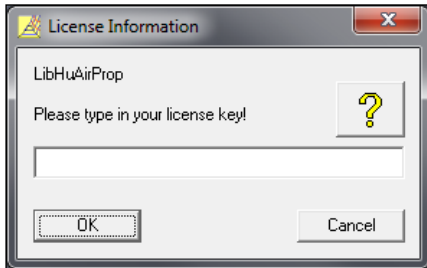 License Information
LibHuAirProp
Please type in your license key!
?
OK
Cancel